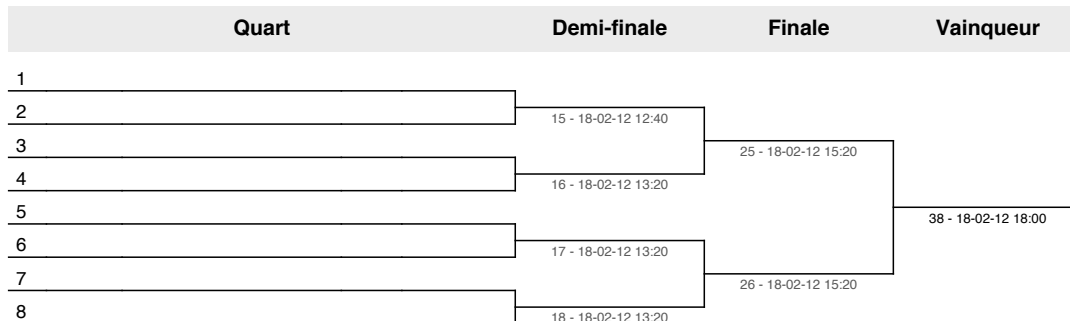 Quart Demi-finale Finale Vainqueur
1
2
15 - 18-02-12 12:40
3
25 - 18-02-12 15:20
4
16 - 18-02-12 13:20
5
38 - 18-02-12 18:00
6
17 - 18-02-12 13:20
7
26 - 18-02-12 15:20
8
18 - 18-02-12 13:20